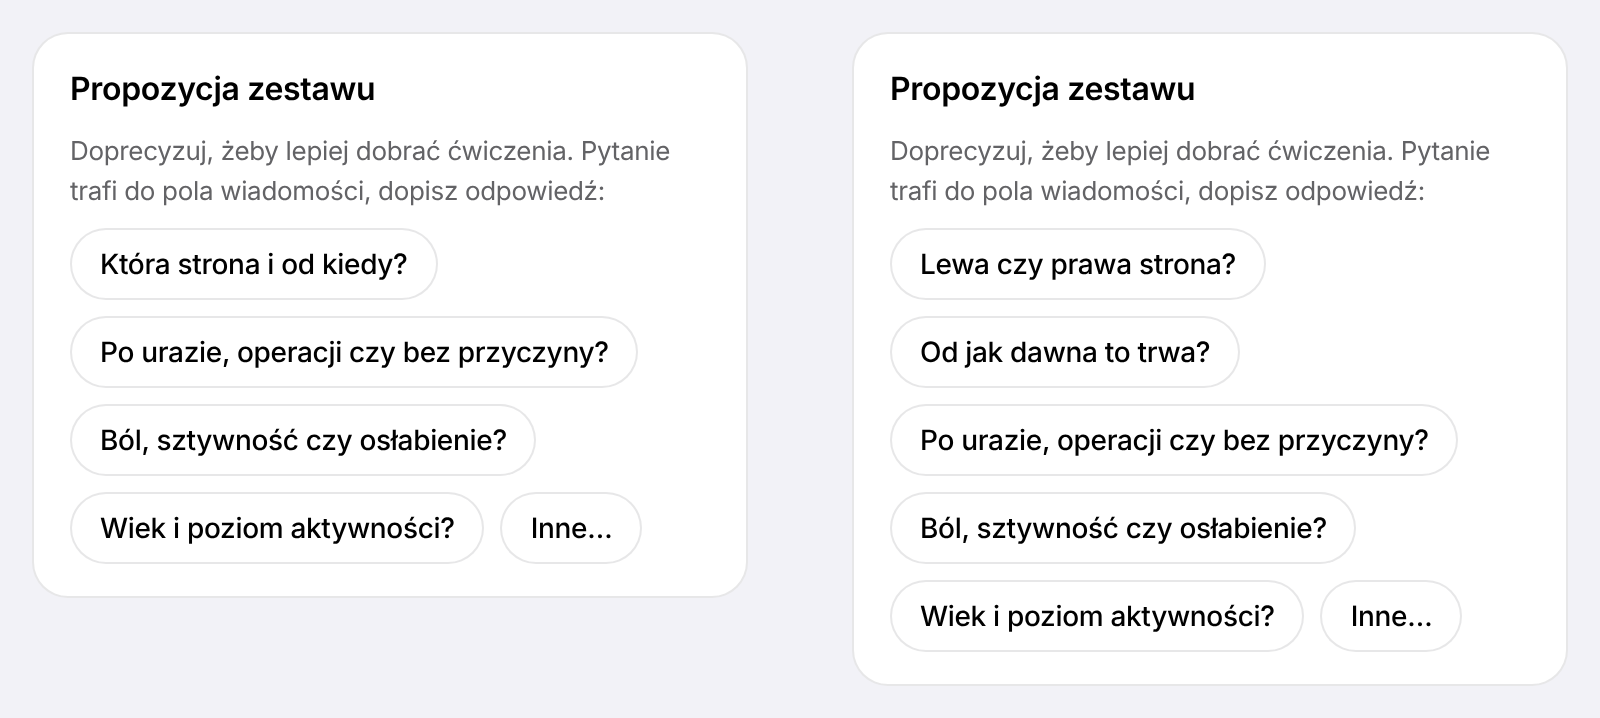 Propozycja zestawu
Doprecyzuj, żeby lepiej dobrać ćwiczenia. Pytanie
trafi do pola wiadomości, dopisz odpowiedź:
Która strona i od kiedy?
Po urazie, operacji czy bez przyczyny?
Ból, sztywność czy osłabienie?
Wiek i poziom aktywności?
Inne...
Propozycja zestawu
Doprecyzuj, żeby lepiej dobrać ćwiczenia. Pytanie
trafi do pola wiadomości, dopisz odpowiedź:
Lewa czy prawa strona?
Od jak dawna to trwa?
Po urazie, operacji czy bez przyczyny?
Ból, sztywność czy osłabienie?
Wiek i poziom aktywności?
Inne...